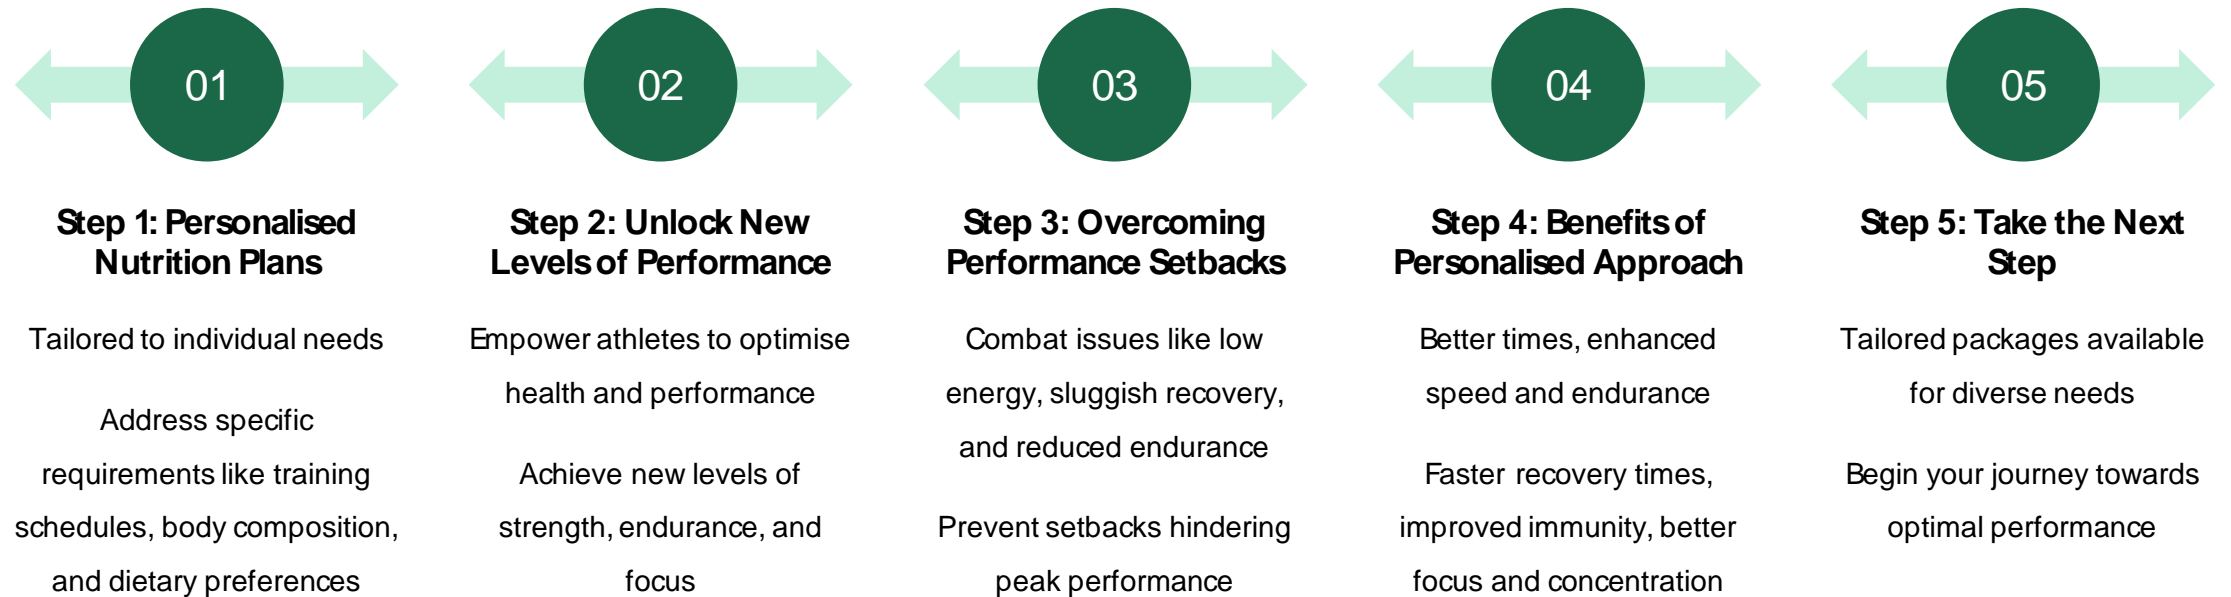 01
Step 1: Personalised
Nutrition Plans
Tailored to individual needs
Address specific
requirements like training
schedules, body composition,
and dietary preferences
02
Step 2: Unlock New
Levels of Performance
Empower athletes to optimise
health and performance
Achieve new levels of
strength, endurance, and
focus
03
Step 3: Overcoming
Performance Setbacks
Combat issues like low
energy, sluggish recovery,
and reduced endurance
Prevent setbacks hindering
peak performance
04
Step 4: Benefits of
Personalised Approach
Better times, enhanced
speed and endurance
Faster recovery times,
improved immunity, better
focus and concentration
05
Step 5: Take the Next
Step
Tailored packages available
for diverse needs
Begin your journey towards
optimal performance